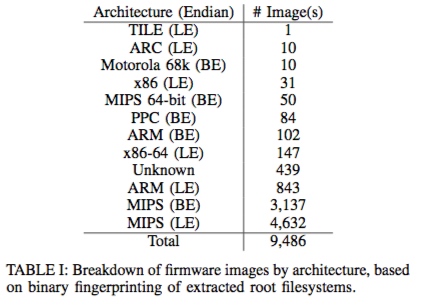 Architecture (Endian) # Image(s)
TILE (LE) 1
ARC (LE) 10
Motorola 68k (BE) 10
x86 (LE) 31
MIPS 64-bit (BE) 50
PPC (BE) 84
ARM (BE) 102
x86-64 (LE) 147
Unknown 439
ARM (LE) 843
MIPS (BE) 3,137
MIPS (LE) 4,632
Total 9,486
TABLE I: Breakdown of firmware images by architecture, based
on binary fingerprinting of extracted root filesystems.